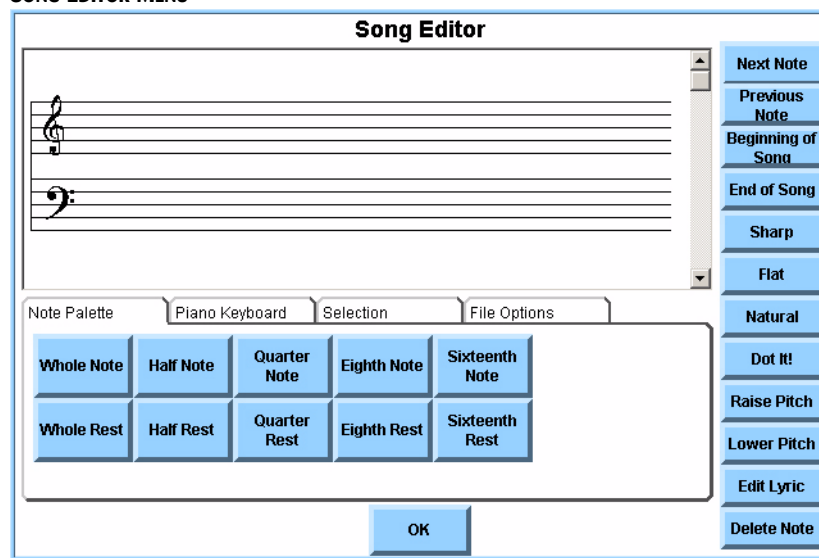 SONG EDITOR MENU
Song Editor
Next Note
Previous
Note
Beginning of
Song
End of Song
Sharp
Flat
Natural
Dot It!
Raise Pitch
Lower Pitch
Edit Lyric
Delete Note
Note Palette
Piano Keyboard
Selection
File Options
Whole Note
Half Note
Quarter
Note
Eighth Note
Sixteenth
Note
Whole Rest
Half Rest
Quarter
Rest
Eighth Rest
Sixteenth
Rest
OK